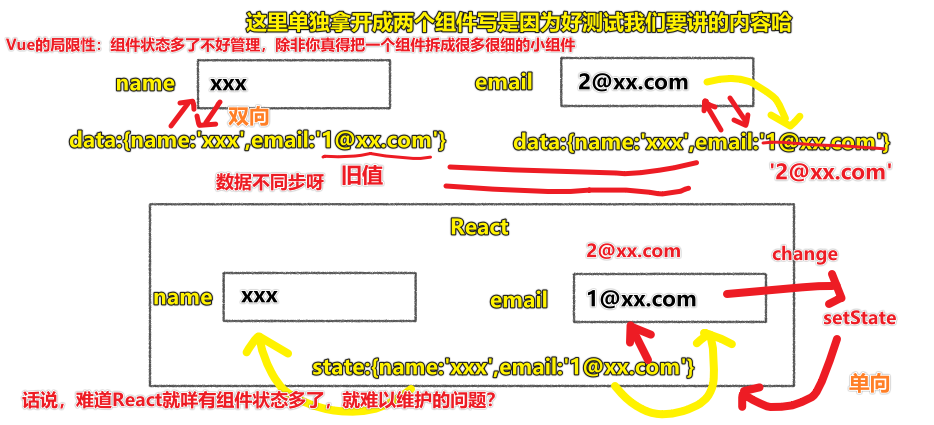 这里单独拿开成两个组件写是因为好测试我们要讲的内容哈
Vue的局限性：组件状态多了不好管理，除非你真得把一个组件拆成很多很细的小组件
name xxx
email 2@xx.com
双向
data:{name:'xxx',email:'1@xx.com'}
data:{name:'xxx',email:'1@xx.com'}
'2@xx.com'
数据不同步呀 旧值
React
2@xx.com
change
name xxx
email 1@xx.com
setState
state:{name:'xxx',email:'1@xx.com'}
单向
话说，难道React就咩有组件状态多了，就难以维护的问题？